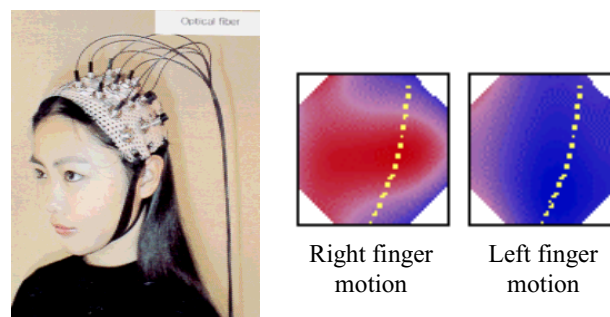 Optical fiber
Right finger
motion
Left finger
motion